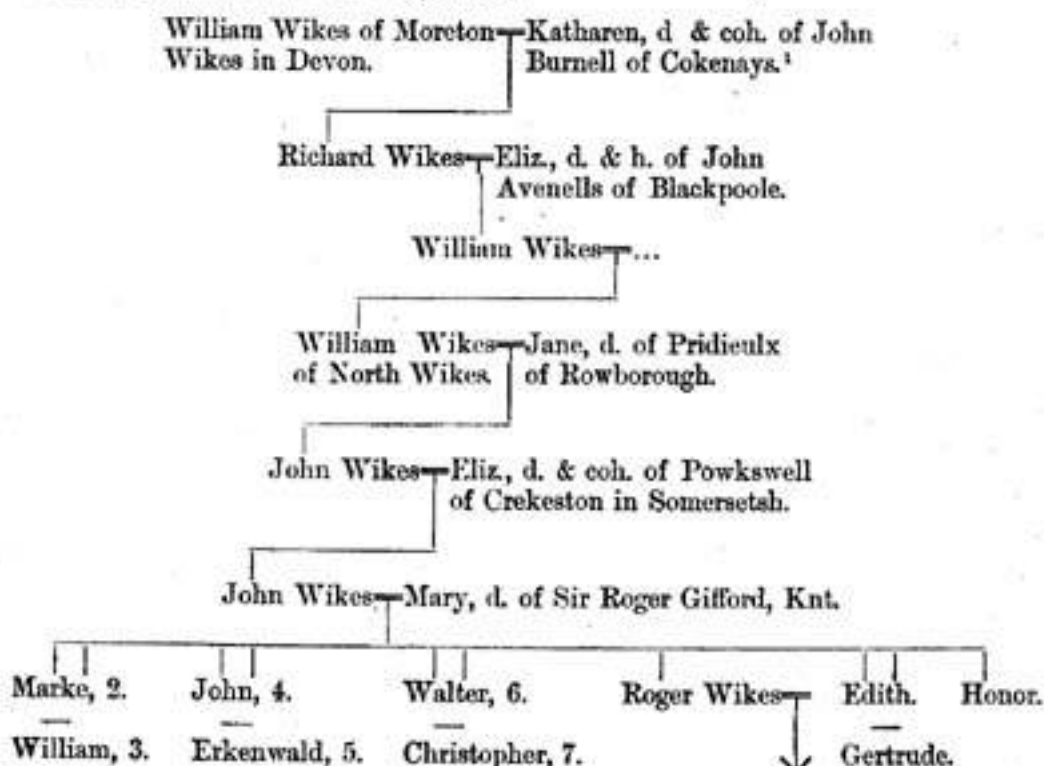 William Wikes of Moreton Katharen, d & coh. of John
Wikes in Devon. Burnell of Cokenays.¹
Richard Wikes Eliz., d. & h. of John
Avenells of Blackpoole.
William Wikes ...
William Wikes Jane, d. of Pridieulx
of North Wikes. of Rowborough.
John Wikes Eliz., d. & coh. of Powkswell
of Crekeston in Somersetsh.
John Wikes Mary, d. of Sir Roger Gifford, Knt.
Marke, 2. John, 4. Walter, 6. Roger Wikes Edith. Honor.
William, 3. Erkenwald, 5. Christopher, 7. Gertrude.